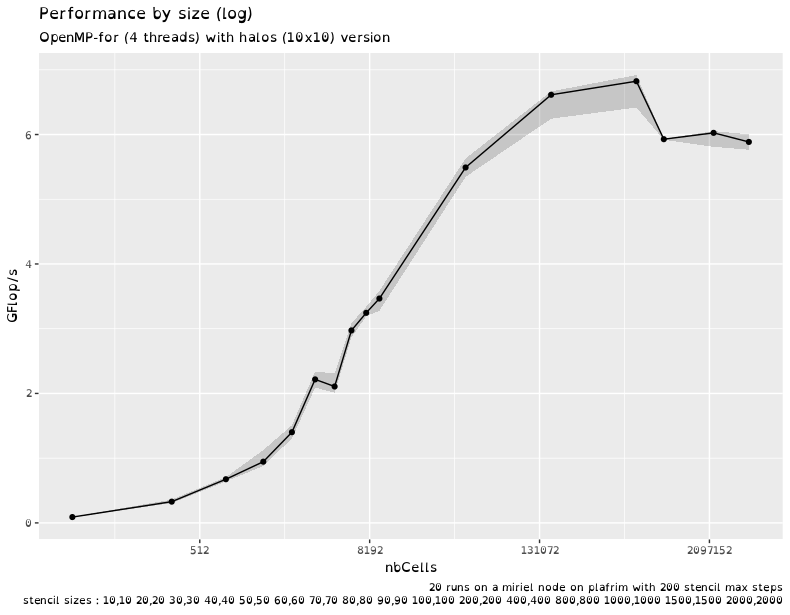 Performance by size (log)
OpenMP-for (4 threads) with halos (10x10) version
GFlop/s
6
4
2
0
512
8192
131072
2097152
nbCells
20 runs on a miriel node on plafrim with 200 stencil max steps
stencil sizes : 10,10 20,20 30,30 40,40 50,50 60,60 70,70 80,80 90,90 100,100 200,200 400,400 800,800 1000,1000 1500,1500 2000,2000